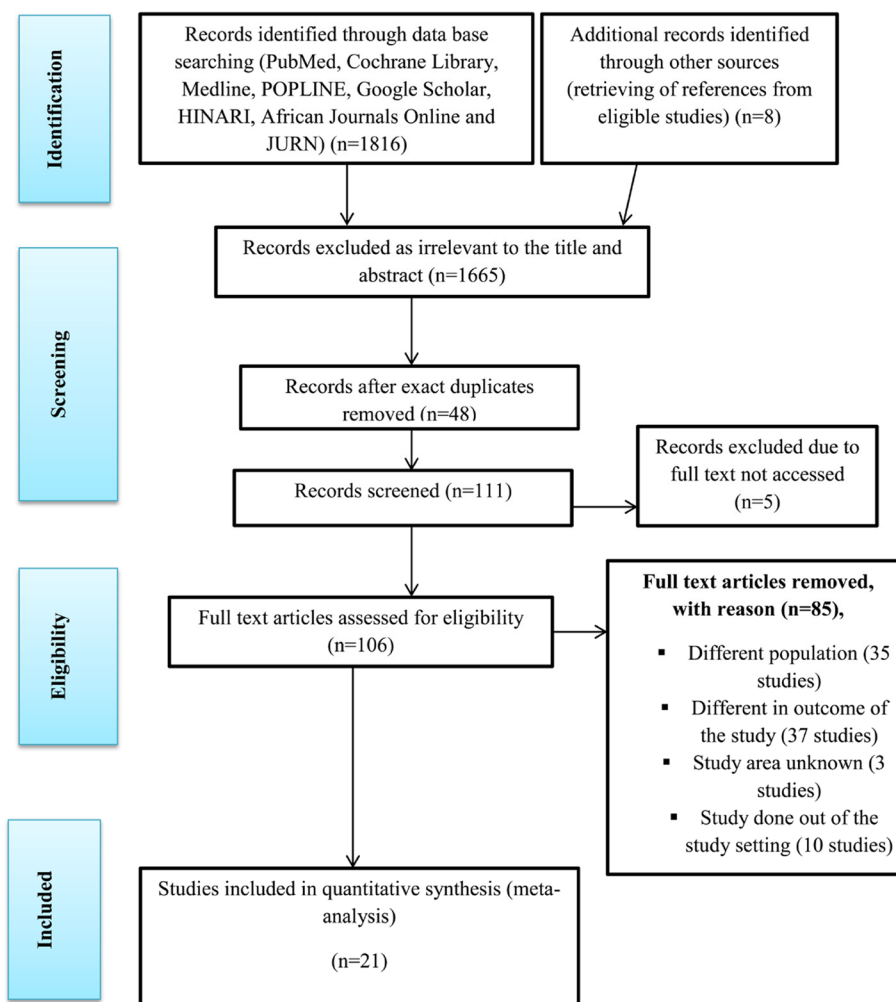 Identification
Records identified through data base
searching (PubMed, Cochrane Library,
Medline, POPLINE, Google Scholar,
HINARI, African Journals Online and
JURN) (n=1816)
Additional records identified
through other sources
(retrieving of references from
eligible studies) (n=8)
Screening
Records excluded as irrelevant to the title and
abstract (n=1665)
Records after exact duplicates
removed (n=48)
Records screened (n=111)
Records excluded due to
full text not accessed
(n=5)
Eligibility
Full text articles assessed for eligibility
(n=106)
Full text articles removed,
with reason (n=85),
▪ Different population (35
studies)
▪ Different in outcome of
the study (37 studies)
▪ Study area unknown (3
studies)
▪ Study done out of the
study setting (10 studies)
Included
Studies included in quantitative synthesis (meta-
analysis)
(n=21)